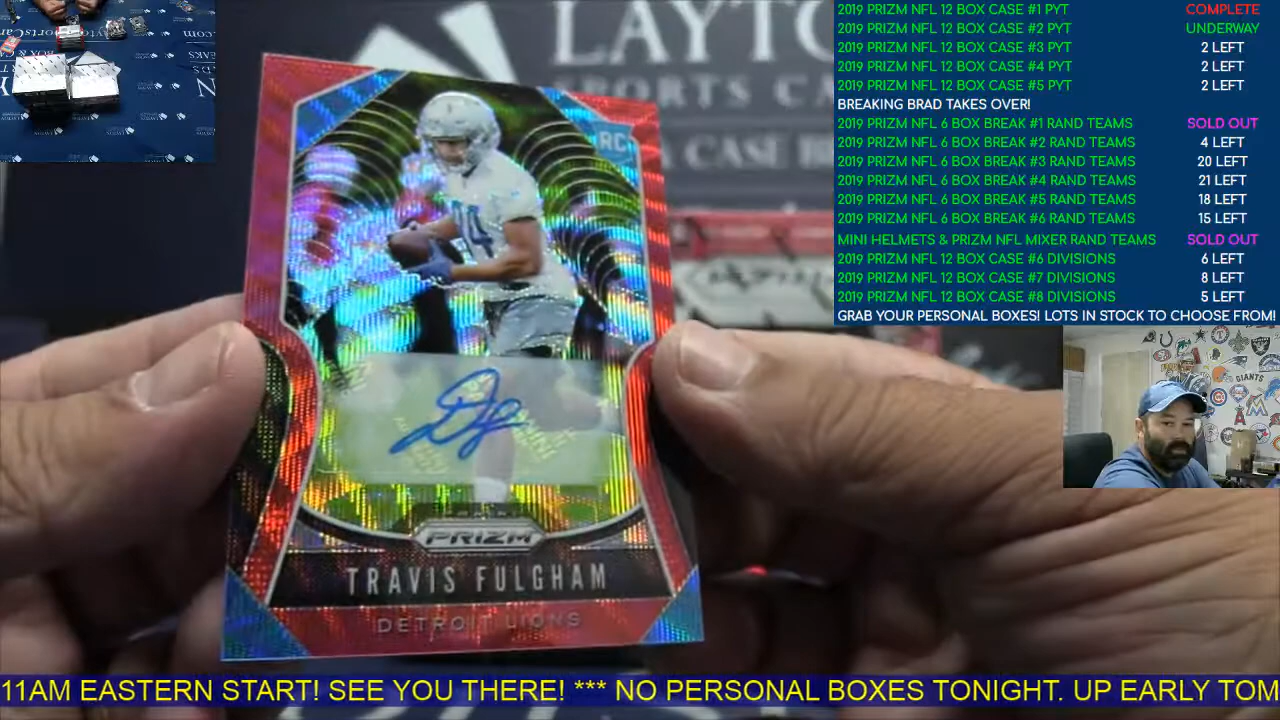 2019 PRIZM NFL 12 BOX CASE #1 PYT COMPLETE
2019 PRIZM NFL 12 BOX CASE #2 PYT UNDERWAY
2019 PRIZM NFL 12 BOX CASE #3 PYT 2 LEFT
2019 PRIZM NFL 12 BOX CASE #4 PYT 2 LEFT
2019 PRIZM NFL 12 BOX CASE #5 PYT 2 LEFT
BREAKING BRAD TAKES OVER!
2019 PRIZM NFL 6 BOX BREAK #1 RAND TEAMS SOLD OUT
2019 PRIZM NFL 6 BOX BREAK #2 RAND TEAMS 4 LEFT
2019 PRIZM NFL 6 BOX BREAK #3 RAND TEAMS 20 LEFT
2019 PRIZM NFL 6 BOX BREAK #4 RAND TEAMS 21 LEFT
2019 PRIZM NFL 6 BOX BREAK #5 RAND TEAMS 18 LEFT
2019 PRIZM NFL 6 BOX BREAK #6 RAND TEAMS 15 LEFT
MINI HELMETS & PRIZM NFL MIXER RAND TEAMS SOLD OUT
2019 PRIZM NFL 12 BOX CASE #6 DIVISIONS 6 LEFT
2019 PRIZM NFL 12 BOX CASE #7 DIVISIONS 8 LEFT
2019 PRIZM NFL 12 BOX CASE #8 DIVISIONS 5 LEFT
GRAB YOUR PERSONAL BOXES! LOTS IN STOCK TO CHOOSE FROM!
LAYTO
SPORTS CA
CASE BR
RC
PRIZM
TRAVIS FULGHAM
DETROIT LIONS
GIANTS
11AM EASTERN START! SEE YOU THERE! *** NO PERSONAL BOXES TONIGHT. UP EARLY TOM